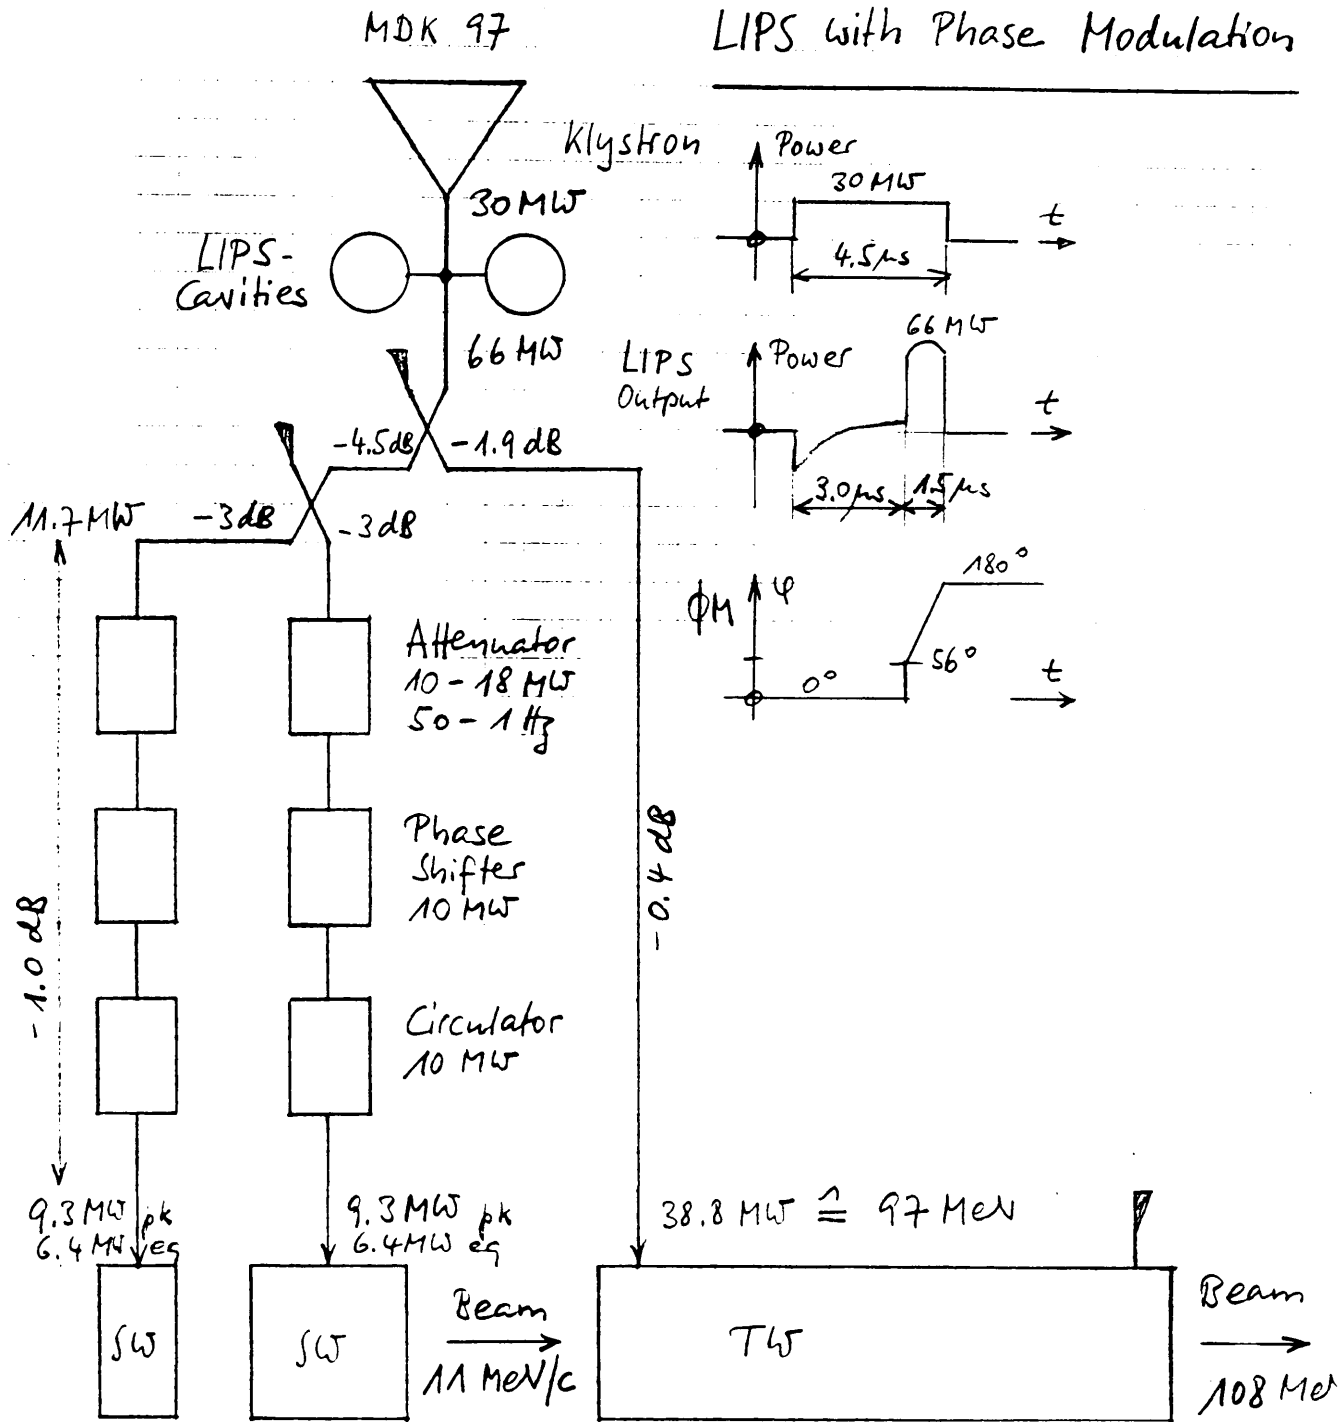 MDK 97
LIPS with Phase Modulation
Klystron
Power
30 MW
30 MW
t
4.5 µs
LIPS-
Cavities
66 MW
66 MW
LIPS
Output
Power
t
-4.5 dB
-1.9 dB
3.0 µs
1.5 µs
11.7 MW
-3 dB
-3 dB
180°
ϕM
φ
56°
0°
t
Attenuator
10 - 18 MW
50 - 1 Hz
Phase
Shifter
10 MW
-0.4 dB
-1.0 dB
Circulator
10 MW
9.3 MW pk
6.4 MW eq
9.3 MW pk
6.4 MW eq
38.8 MW ≙ 97 MeV
SW
SW
Beam
11 MeV/c
TW
Beam
108 MeV